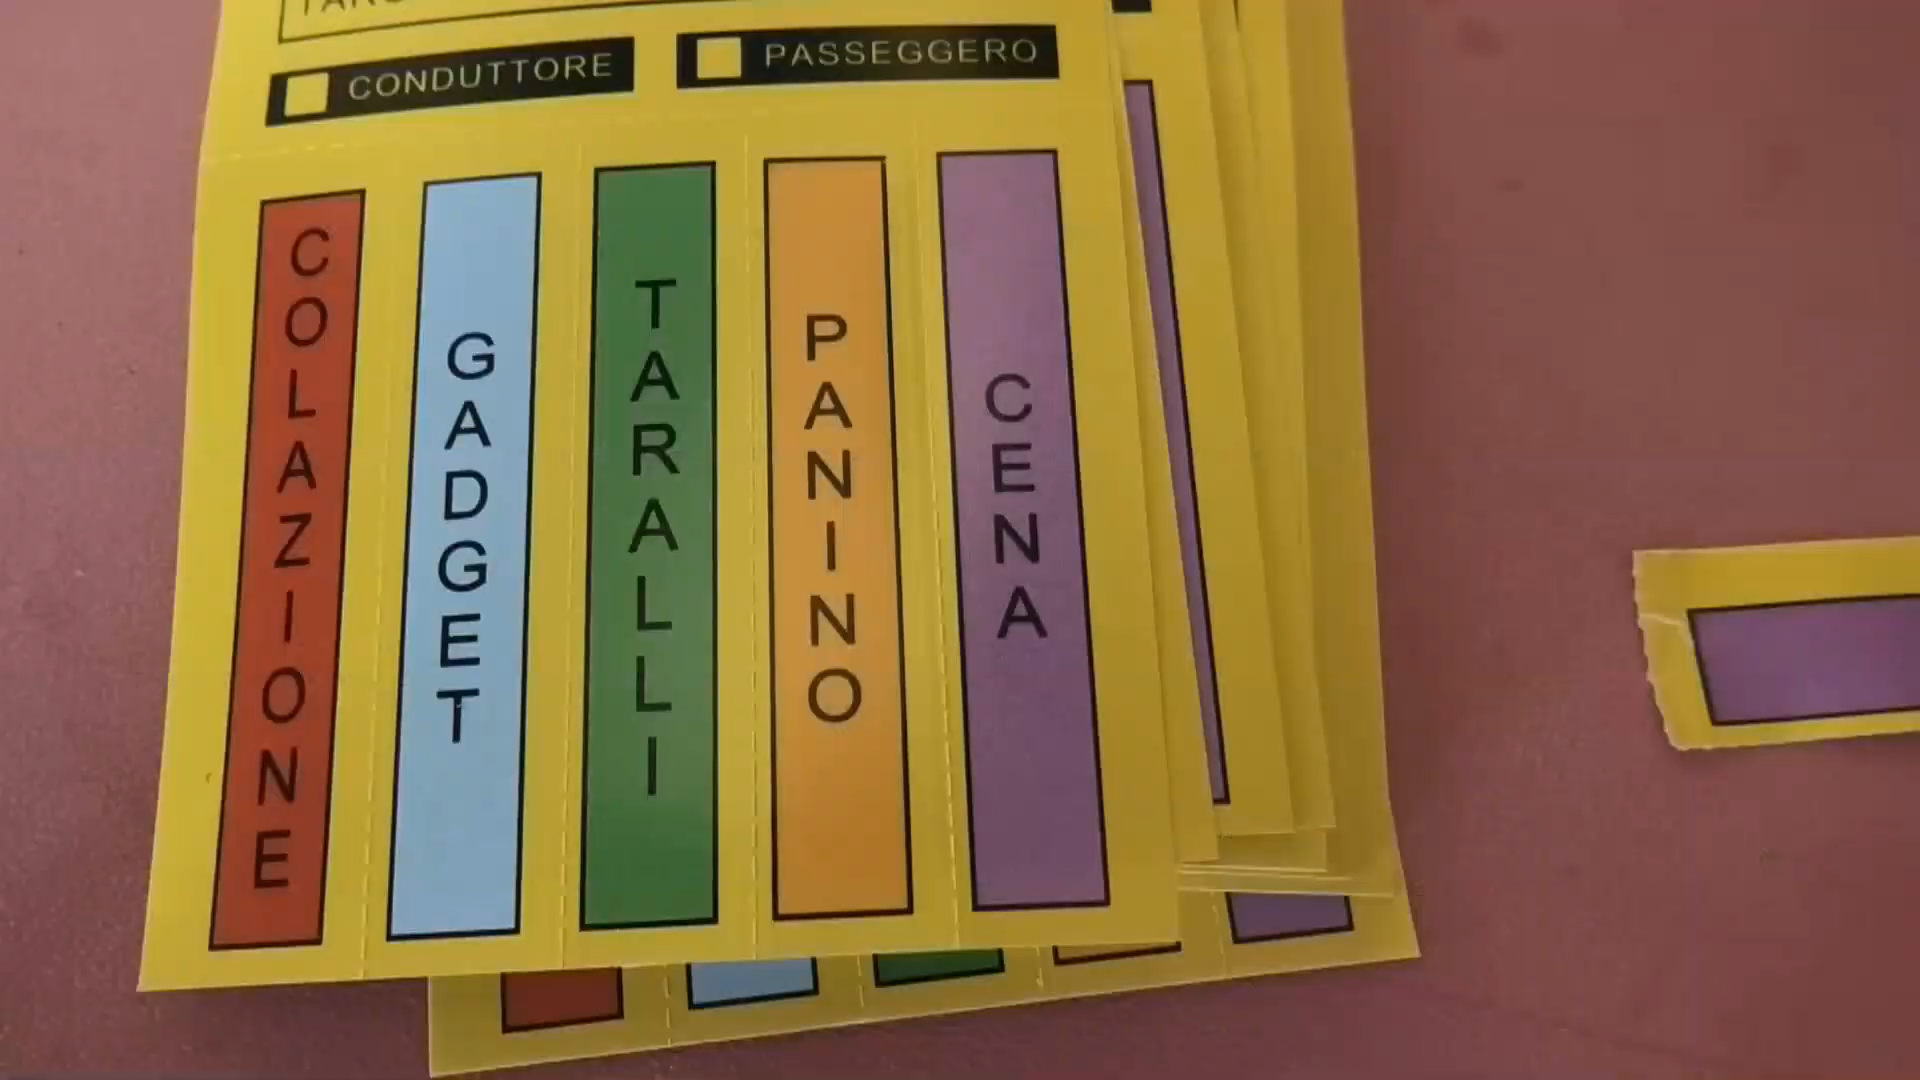 CONDUTTORE
PASSEGGERO
COLAZIONE
GADGET
TARALLI
PANINO
CENA